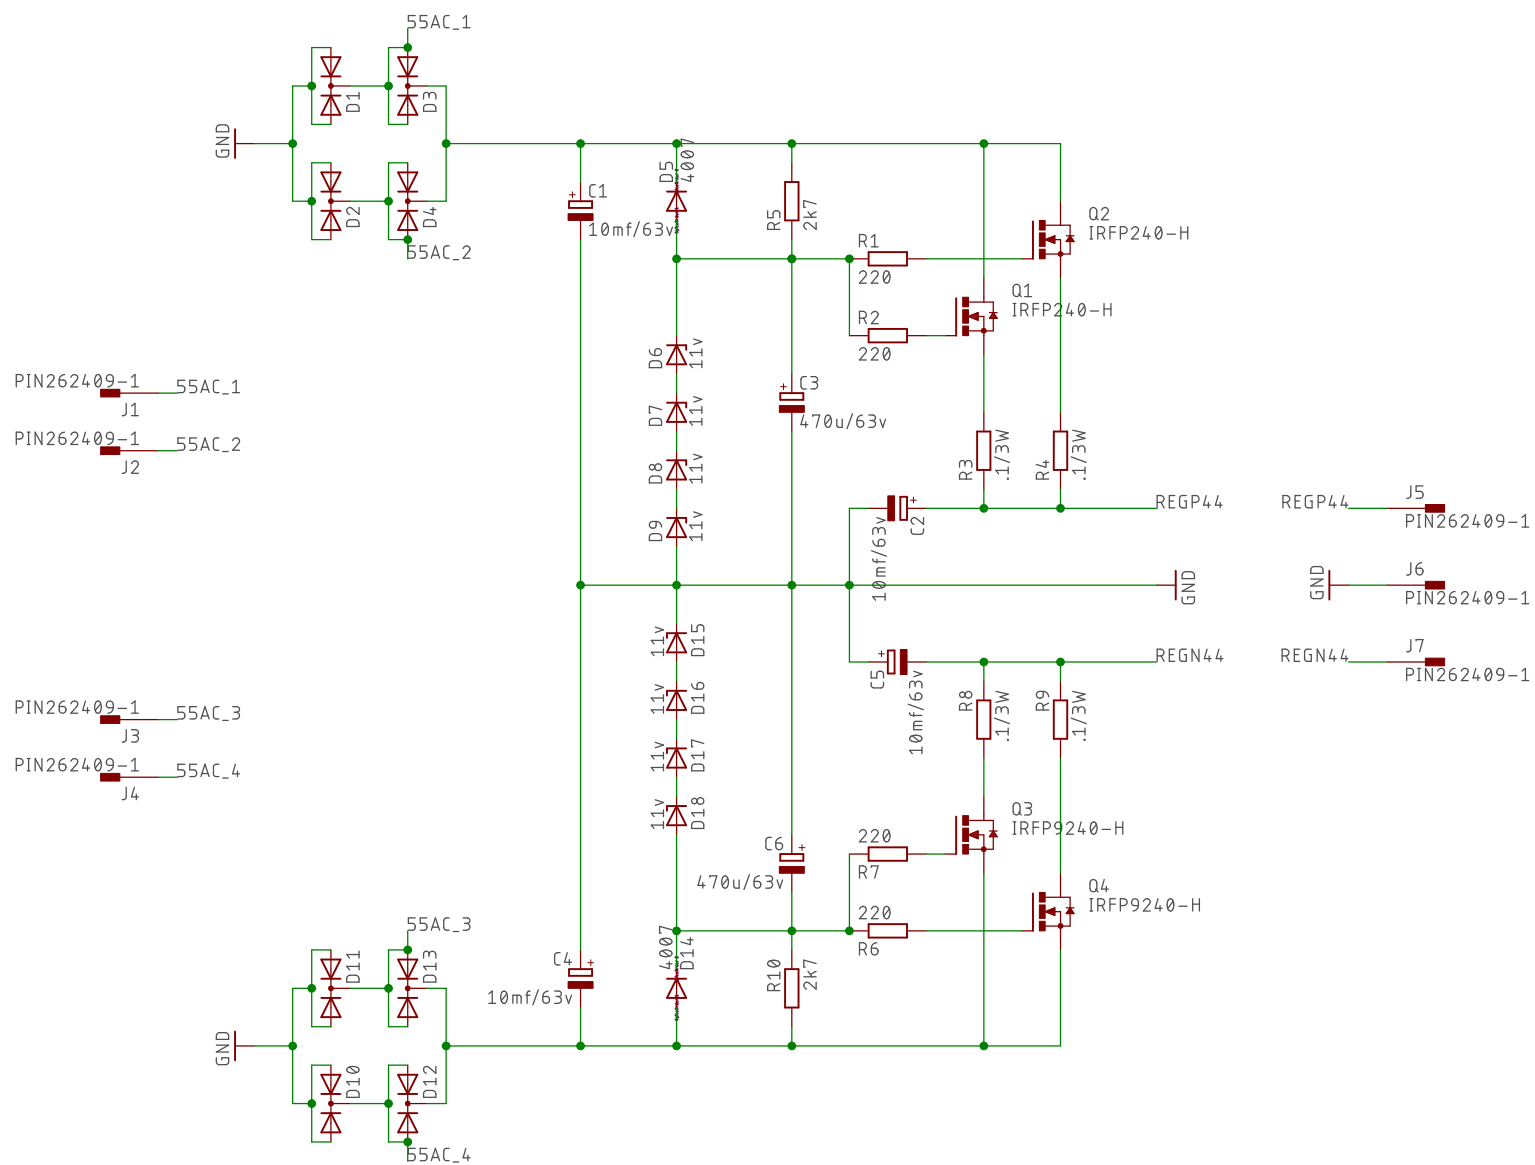 55AC_1
D1
D3
GND
D2
D4
55AC_2
D5
4007
C1
10mf/63v
R5
2k7
R1
220
Q2
IRFP240-H
Q1
IRFP240-H
R2
220
D6
11v
D7
11v
D8
11v
D9
11v
C3
470u/63v
R3
.1/3W
R4
.1/3W
PIN262409-1
55AC_1
J1
PIN262409-1
55AC_2
J2
C2
10mf/63v
REGP44
REGP44
J5
PIN262409-1
GND
GND
J6
PIN262409-1
REGN44
REGN44
J7
PIN262409-1
11v
D15
11v
D16
11v
D17
11v
D18
C5
10mf/63v
R8
.1/3W
R9
.1/3W
PIN262409-1
55AC_3
J3
PIN262409-1
55AC_4
J4
Q3
IRFP9240-H
220
R7
C6
470u/63v
Q4
IRFP9240-H
220
R6
55AC_3
D11
D13
4007
D14
C4
10mf/63v
R10
2k7
GND
D10
D12
55AC_4